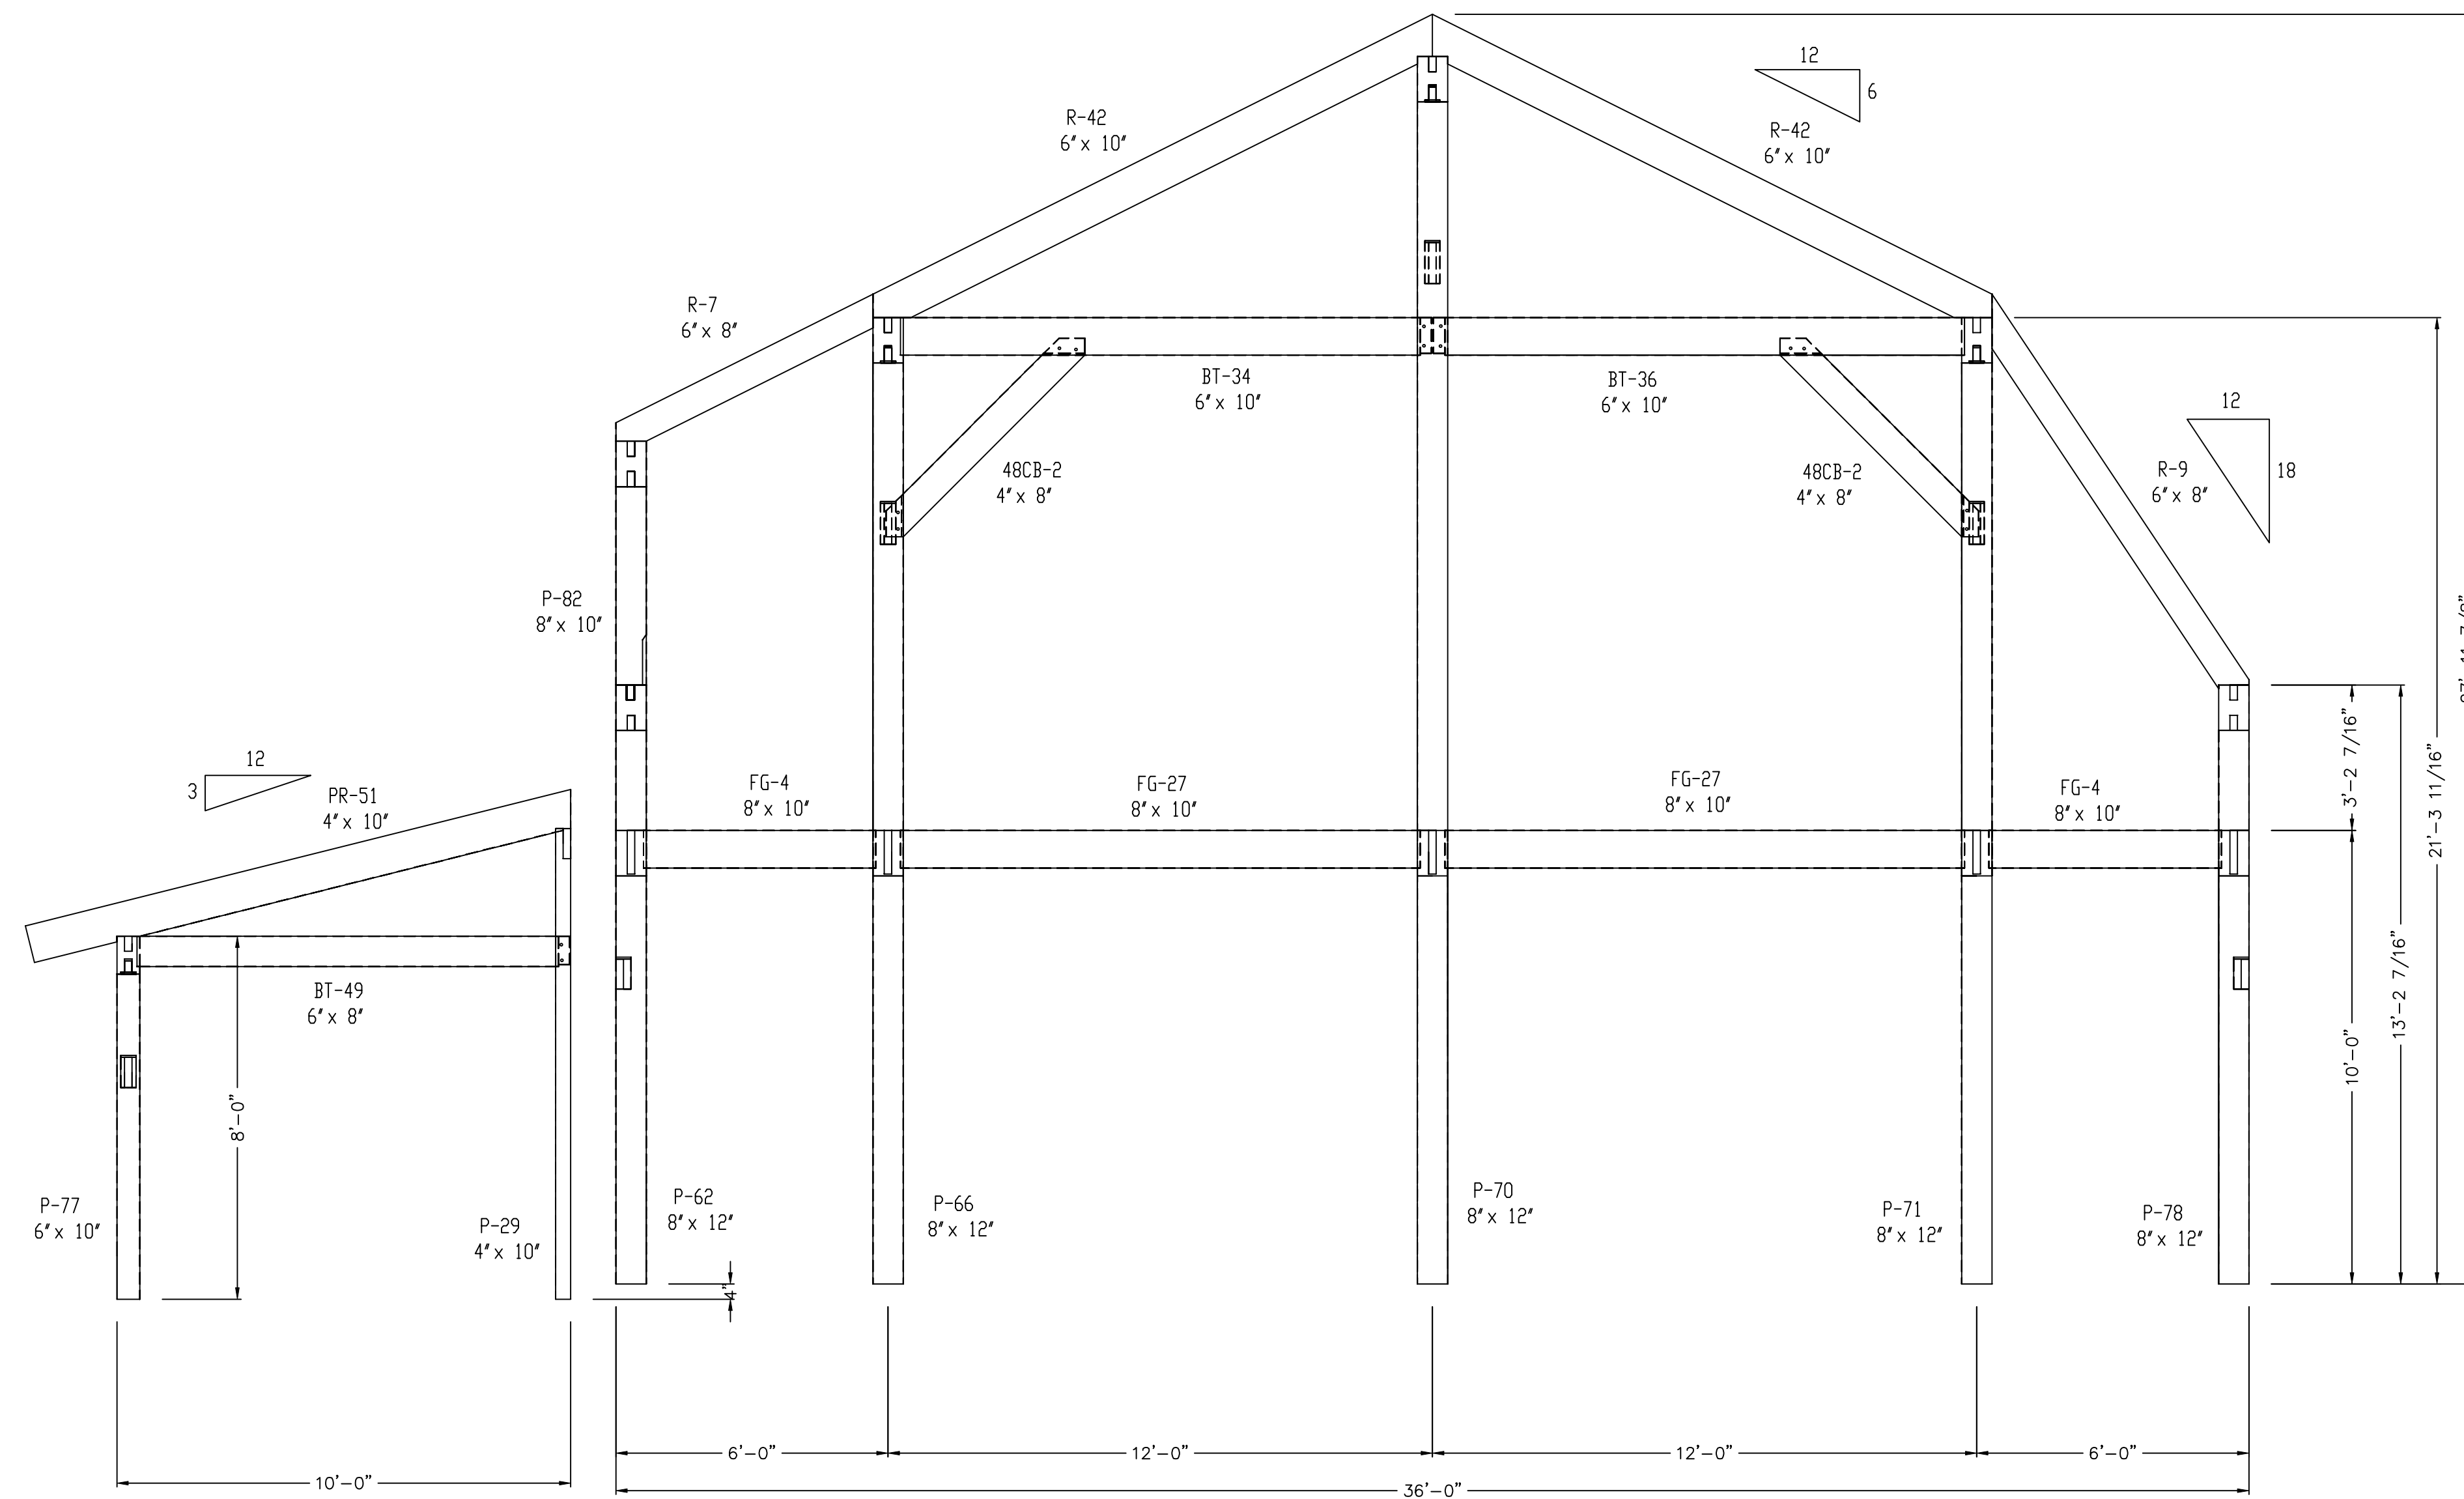 12
6
R-42
6" x 10"
R-42
6" x 10"
R-7
6" x 8"
BT-34
6" x 10"
BT-36
6" x 10"
12
18
R-9
6" x 8"
48CB-2
4" x 8"
48CB-2
4" x 8"
P-82
8" x 10"
12
3
PR-51
4" x 10"
FG-4
8" x 10"
FG-27
8" x 10"
FG-27
8" x 10"
FG-4
8" x 10"
3'-2 7/16"
21'-3 11/16"
13'-2 7/16"
10'-0"
BT-49
6" x 8"
8'-0"
P-77
6" x 10"
P-29
4" x 10"
P-62
8" x 12"
P-66
8" x 12"
P-70
8" x 12"
P-71
8" x 12"
P-78
8" x 12"
4"
6'-0"
12'-0"
12'-0"
6'-0"
10'-0"
36'-0"